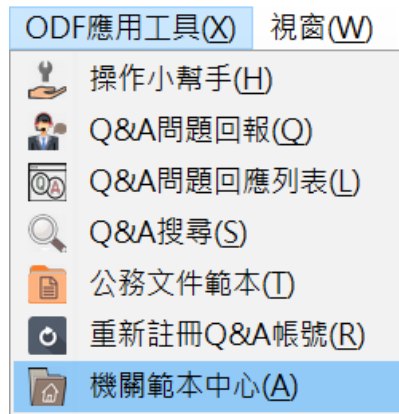 ODF應用工具(X) 視窗(W)
操作小幫手(H)
Q&A問題回報(Q)
Q&A問題回應列表(L)
Q&A搜尋(S)
公務文件範本(T)
重新註冊Q&A帳號(R)
機關範本中心(A)